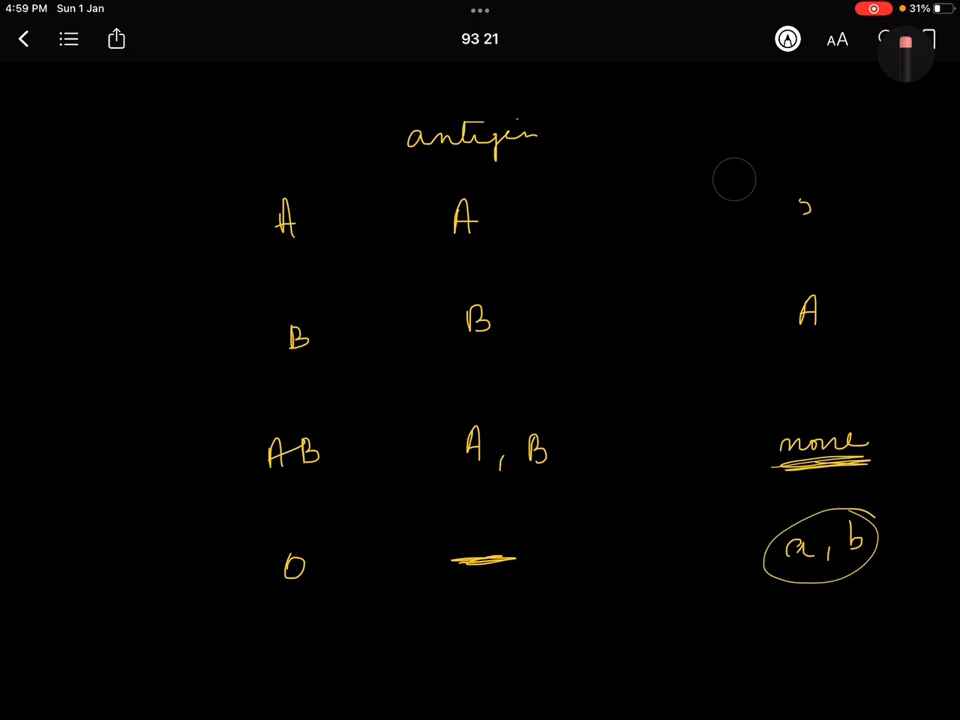 4:59 PM Sun 1 Jan 31%
93 21 AA
antigen
A A
B B A
AB A, B none
O a, b